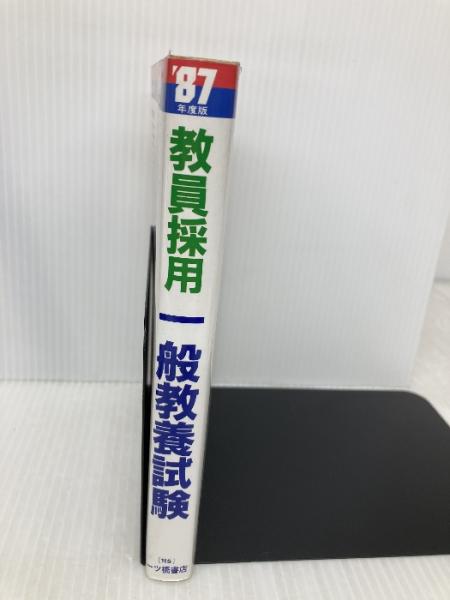 '87
年度版
教員採用
一般教養試験
[115]
一ツ橋書店